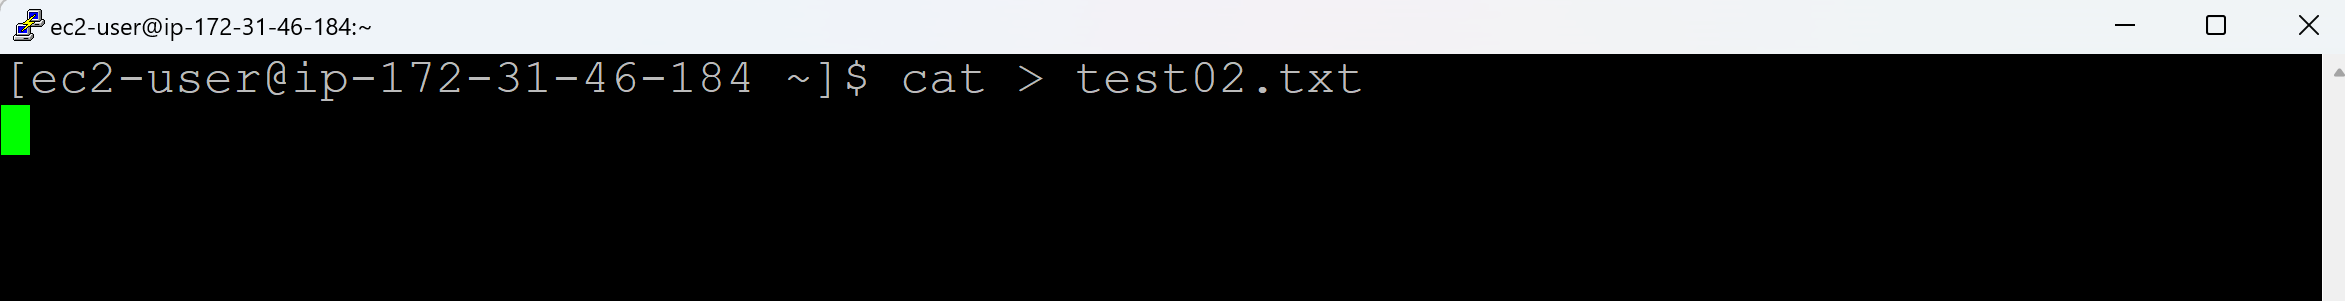 ec2-user@ip-172-31-46-184:~
[ec2-user@ip-172-31-46-184 ~]$ cat > test02.txt